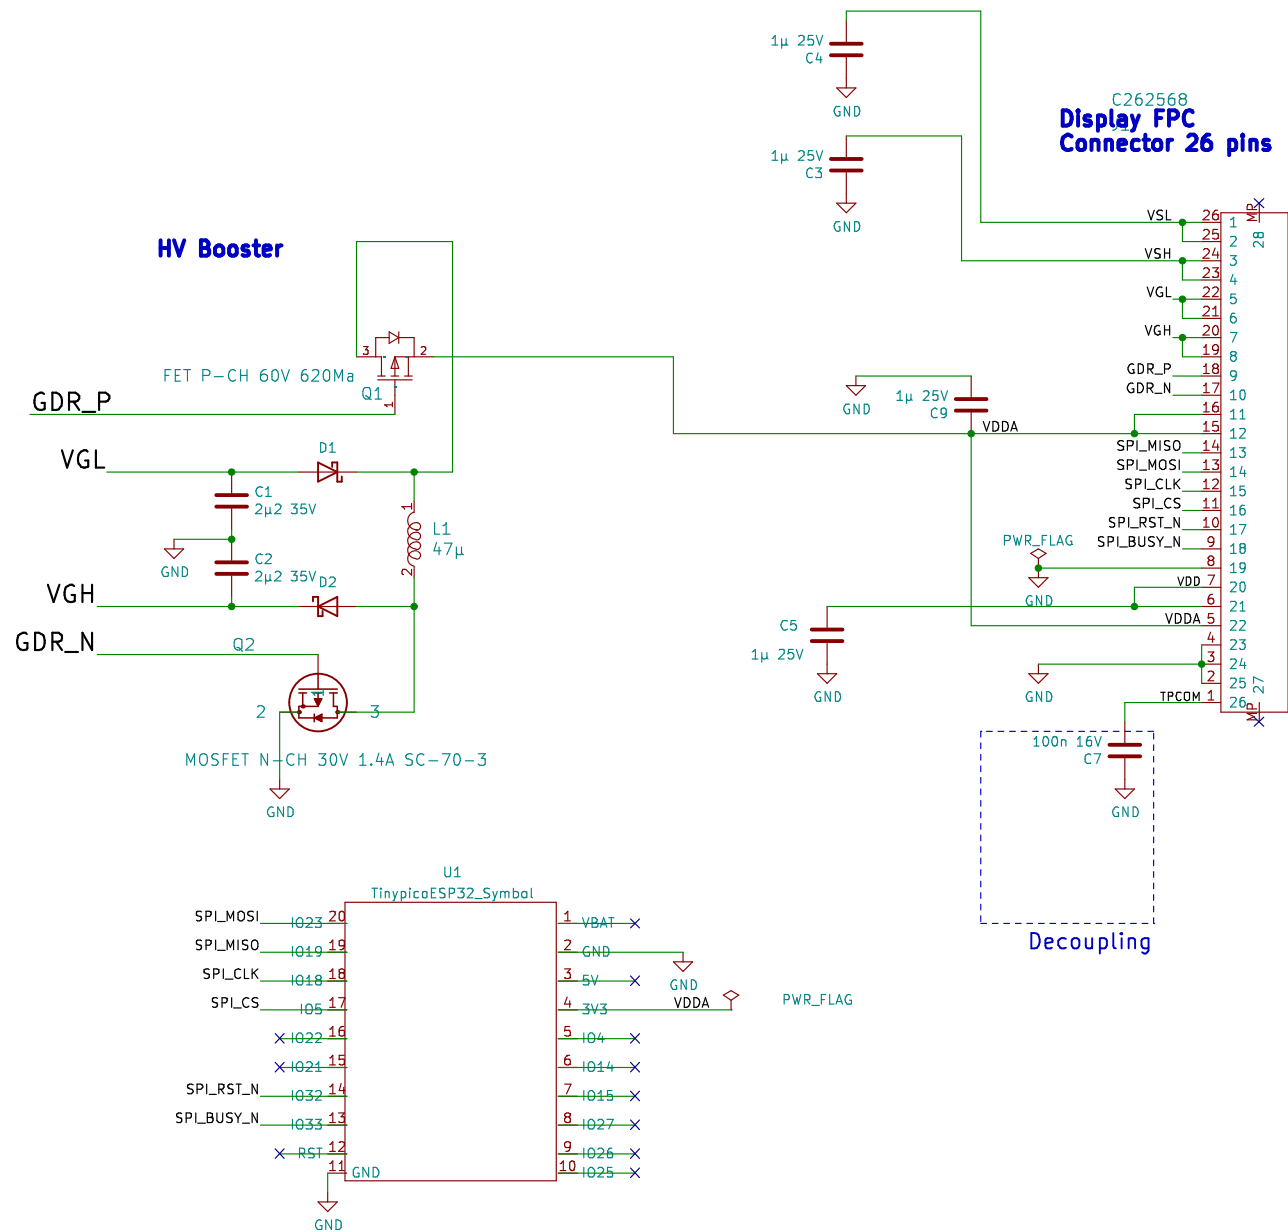 1µ 25V
C4
GND
C262568
Display FPC
Connector 26 pins
1µ 25V
C3
GND
HV Booster
MP
28
VSL 26 1
25 2
VSH 24 3
23 4
VGL 22 5
21 6
VGH 20 7
19 8
GDR_P 18 9
GDR_N 17 10
16 11
VDDA 15 12
SPI_MISO 14 13
SPI_MOSI 13 14
SPI_CLK 12 15
SPI_CS 11 16
SPI_RST_N 10 17
SPI_BUSY_N 9 18
8 19
VDD 7 20
6 21
VDDA 5 22
4 23
3 24
2 25
TPCOM 1 26
27
MP
3 2
FET P-CH 60V 620Ma
Q1
1
GDR_P
GND
1µ 25V
C9
VGL
D1
C1
2µ2 35V
1
L1
47µ
2
GND
C2
2µ2 35V
D2
VGH
GDR_N
Q2
1
2 3
MOSFET N-CH 30V 1.4A SC-70-3
GND
PWR_FLAG
GND
C5
1µ 25V
GND
GND
100n 16V
C7
GND
Decoupling
U1
TinypicoESP32_Symbol
SPI_MOSI IO23 20 1 VBAT
SPI_MISO IO19 19 2 GND
GND
SPI_CLK IO18 18 3 5V
SPI_CS IO5 17 4 3V3 VDDA PWR_FLAG
IO22 16 5 IO4
IO21 15 6 IO14
SPI_RST_N IO32 14 7 IO15
SPI_BUSY_N IO33 13 8 IO27
RST 12 9 IO26
11 GND 10 IO25
GND